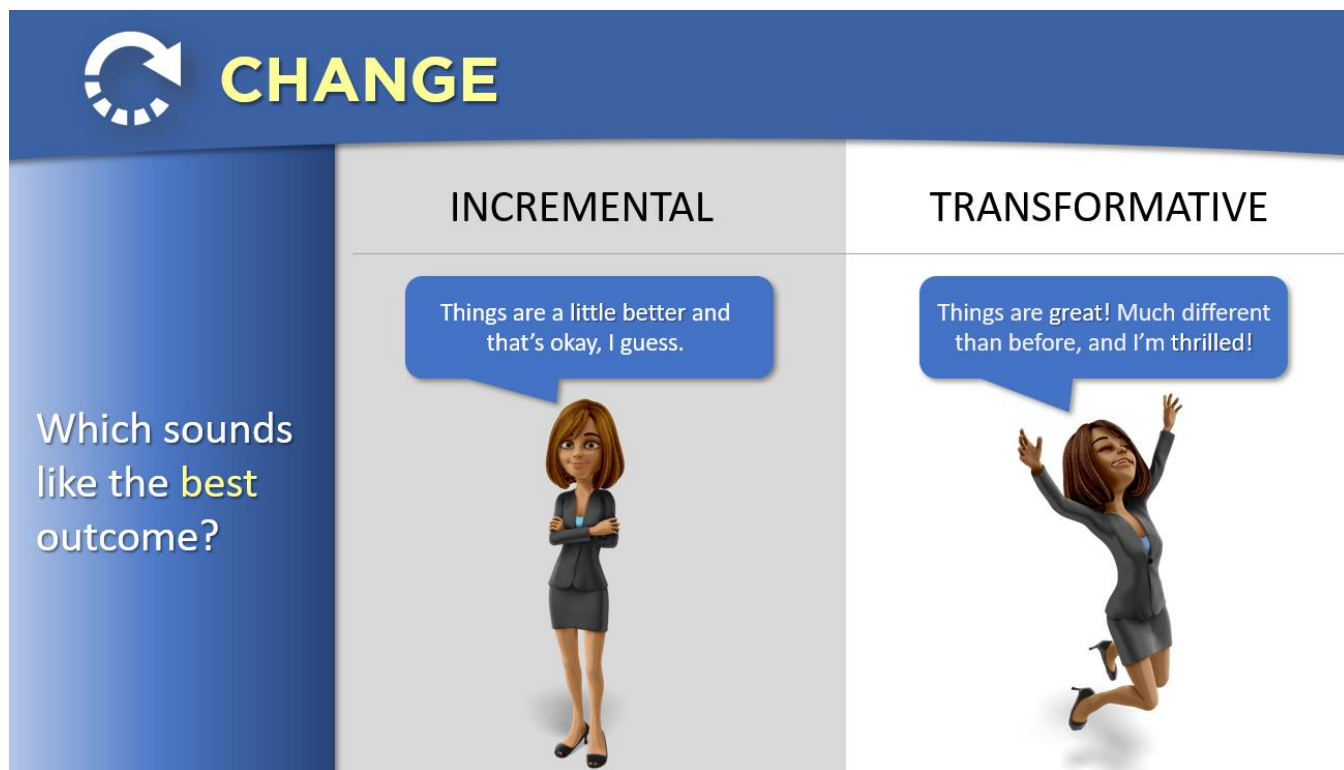 CHANGE
Which sounds
like the best
outcome?
INCREMENTAL
Things are a little better and
that’s okay, I guess.
TRANSFORMATIVE
Things are great! Much different
than before, and I’m thrilled!